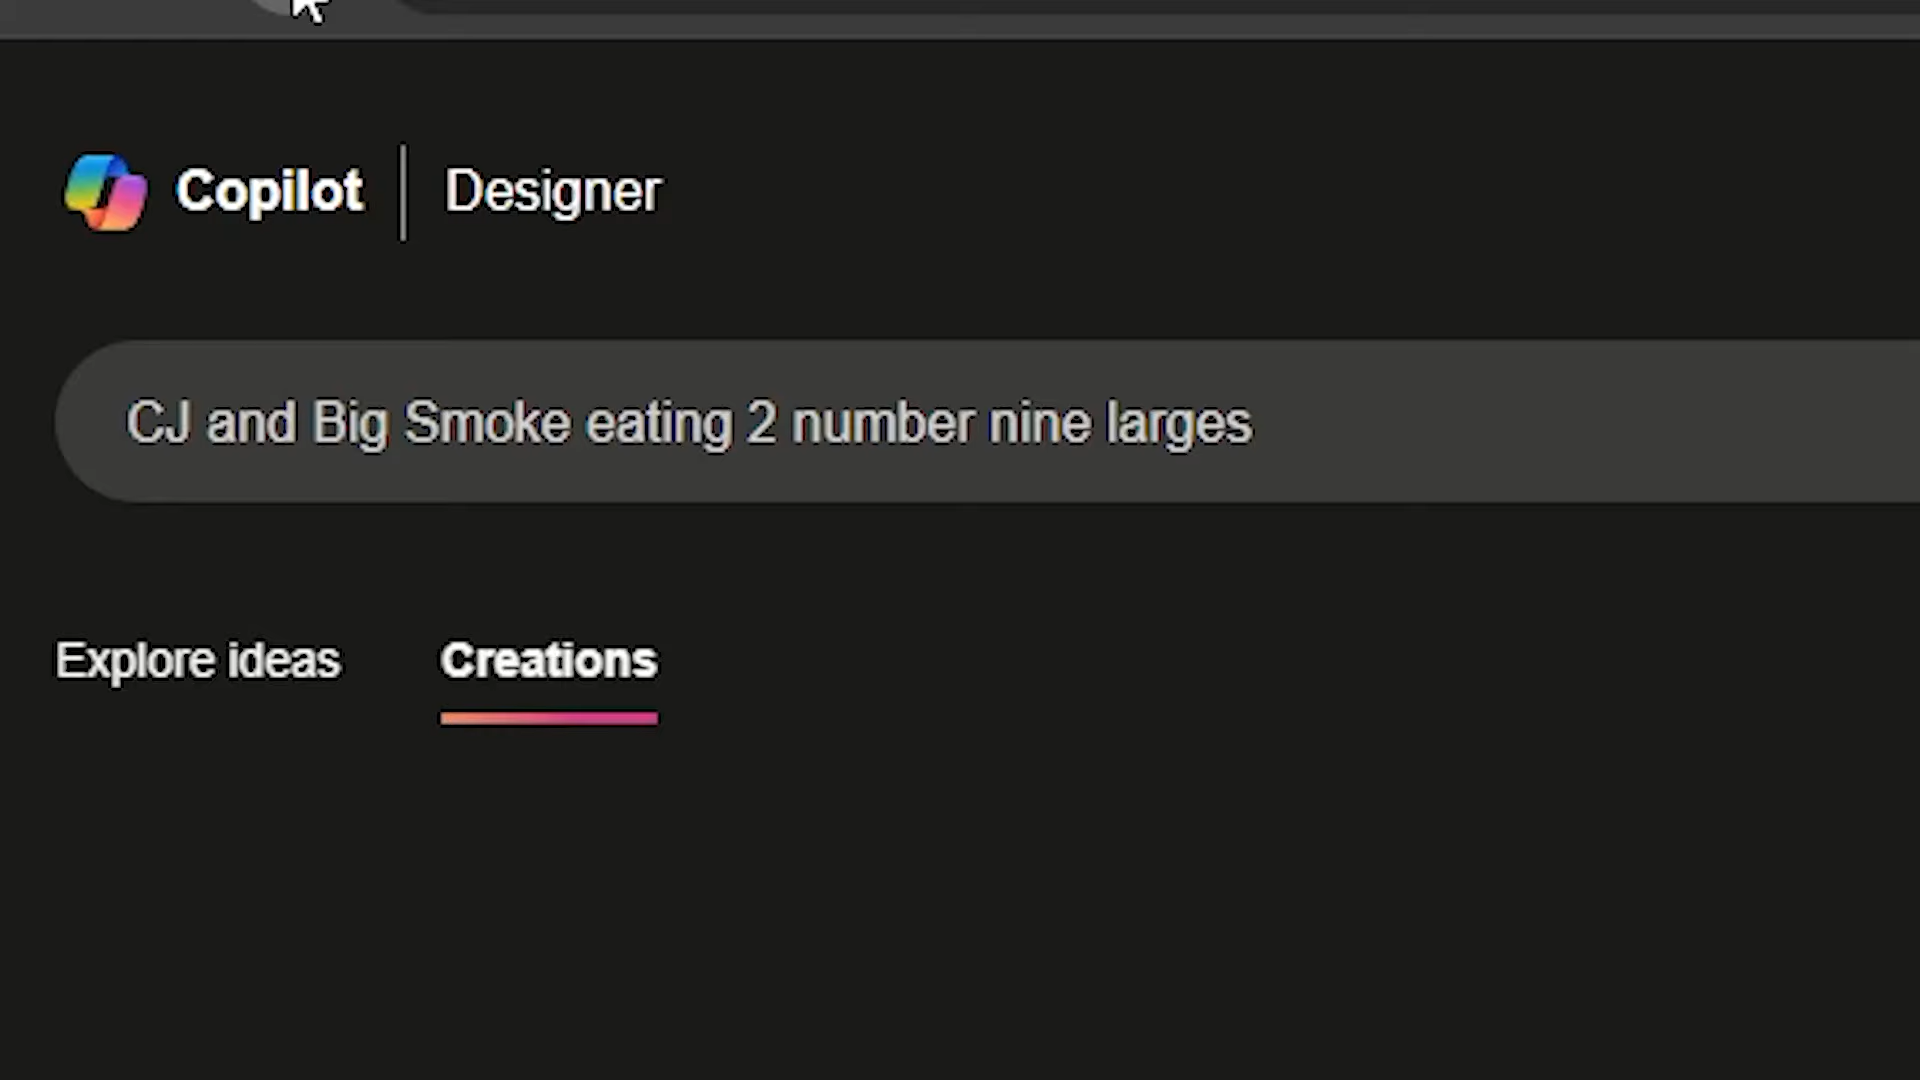 Copilot | Designer
CJ and Big Smoke eating 2 number nine larges
Explore ideas Creations